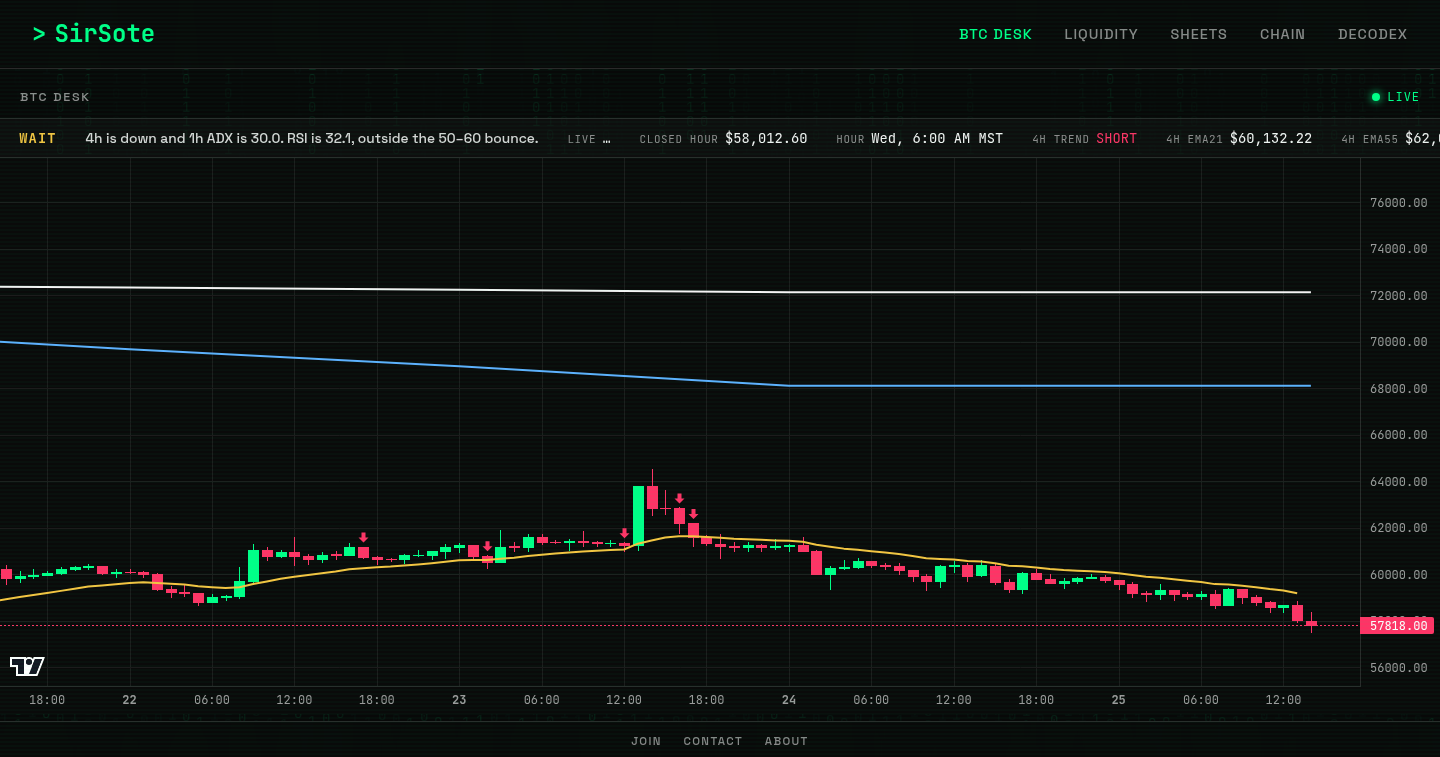 > SirSote
BTC DESK LIQUIDITY SHEETS CHAIN DECODEX
BTC DESK
LIVE
WAIT 4h is down and 1h ADX is 30.0. RSI is 32.1, outside the 50–60 bounce. LIVE … CLOSED HOUR $58,012.60 HOUR Wed, 6:00 AM MST 4H TREND SHORT 4H EMA21 $60,132.22 4H EMA55 $62,
76000.00
74000.00
72000.00
70000.00
68000.00
66000.00
64000.00
62000.00
60000.00
57818.00
56000.00
18:00 22 06:00 12:00 18:00 23 06:00 12:00 18:00 24 06:00 12:00 18:00 25 06:00 12:00
JOIN CONTACT ABOUT